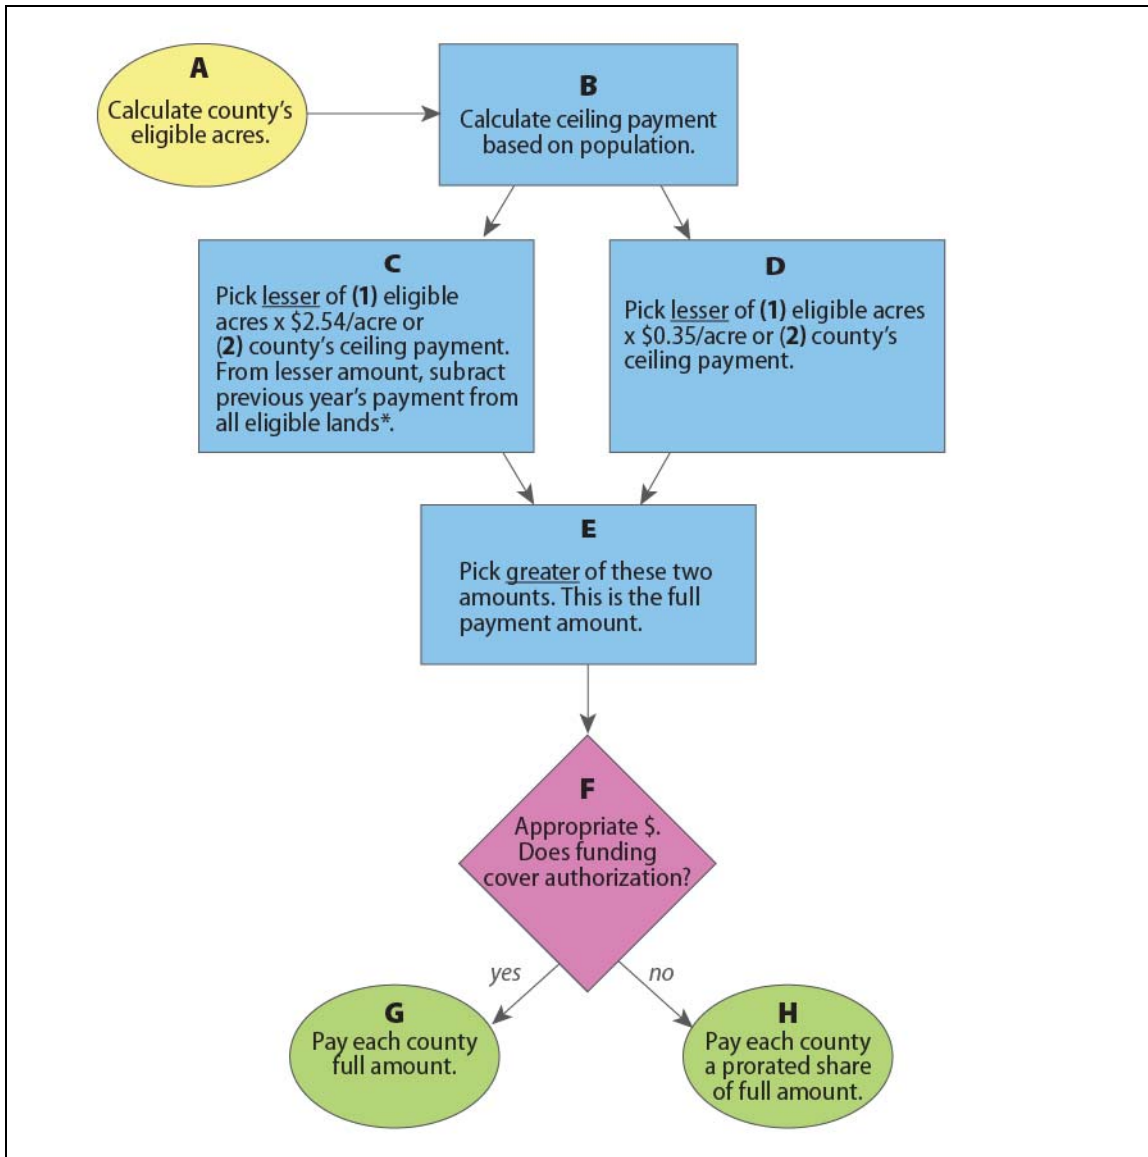 A
Calculate county's
eligible acres.
B
Calculate ceiling payment
based on population.
C
Pick lesser of (1) eligible
acres x $2.54/acre or
(2) county's ceiling payment.
From lesser amount, subract
previous year's payment from
all eligible lands*.
D
Pick lesser of (1) eligible acres
x $0.35/acre or (2) county's
ceiling payment.
E
Pick greater of these two
amounts. This is the full
payment amount.
F
Appropriate $.
Does funding
cover authorization?
yes
no
G
Pay each county
full amount.
H
Pay each county
a prorated share
of full amount.